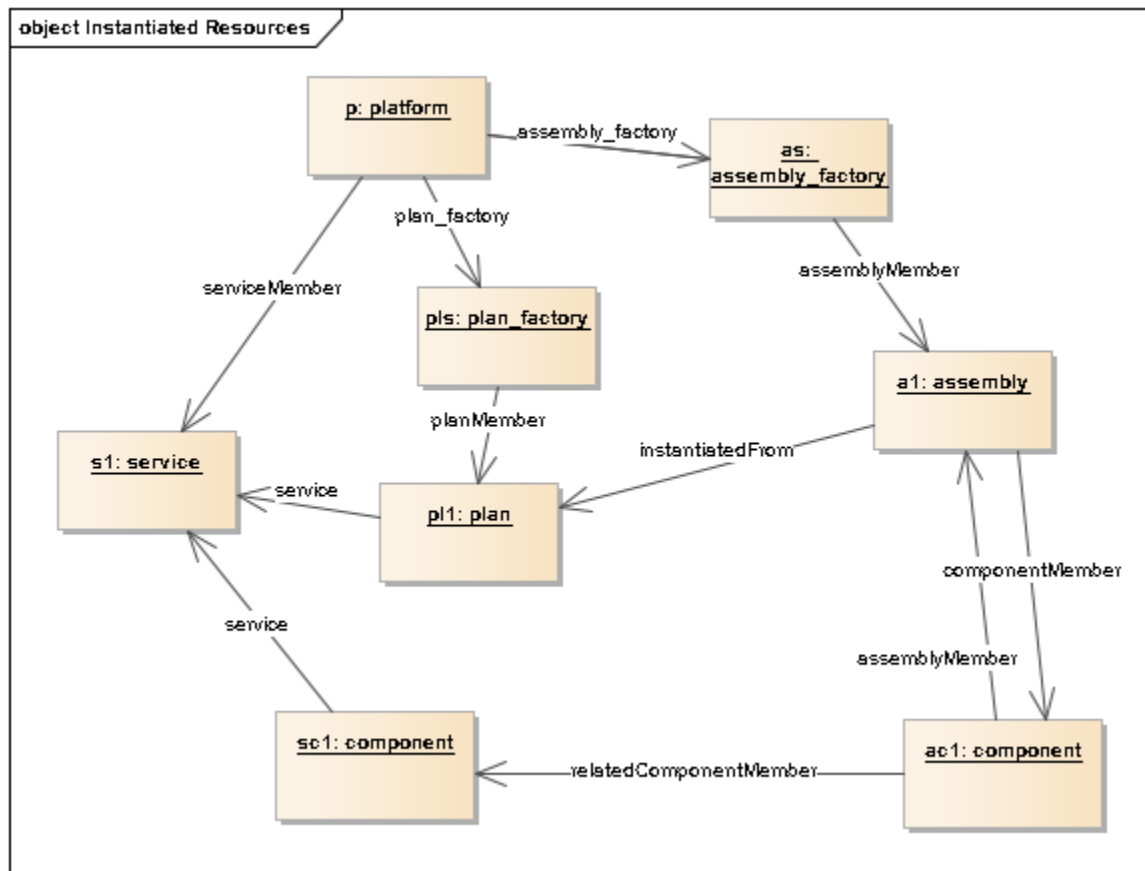 object Instantiated Resources
p: platform
assembly_factory
as:
assembly_factory
plan_factory
assemblyMember
serviceMember
pls: plan_factory
a1: assembly
planMember
instantiatedFrom
s1: service
service
pl1: plan
componentMember
service
assemblyMember
sc1: component
ac1: component
relatedComponentMember